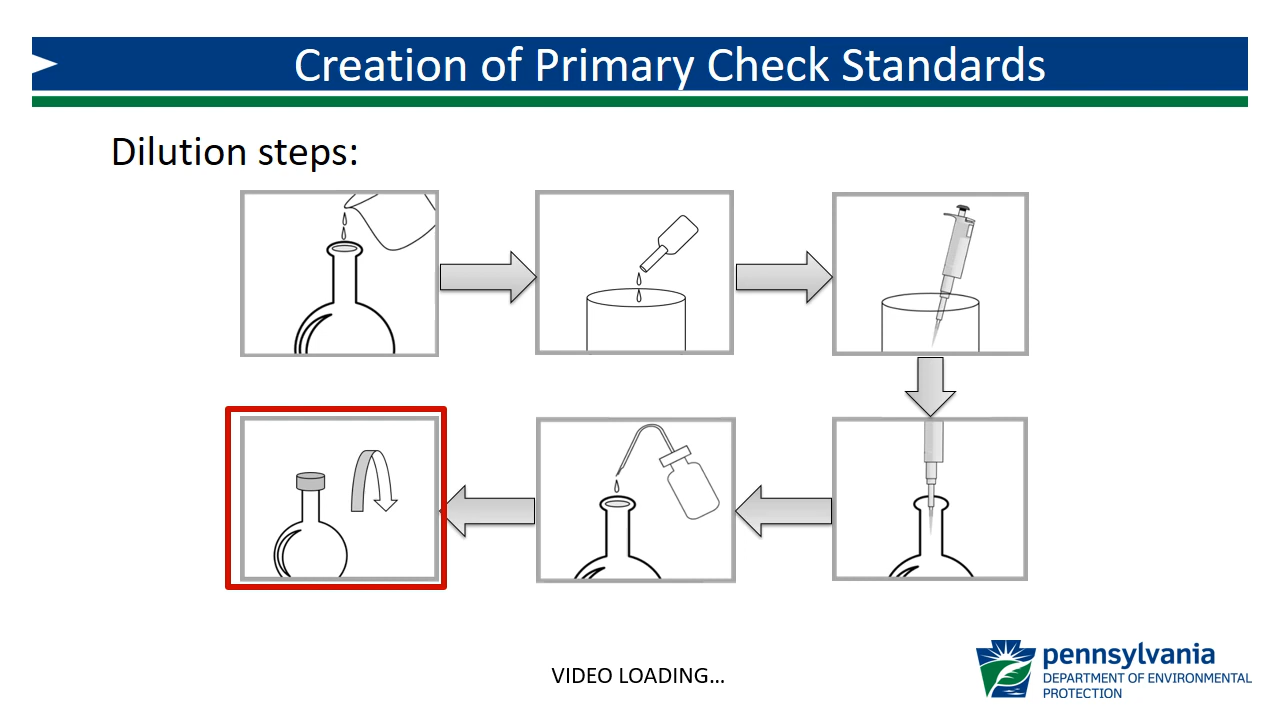 Creation of Primary Check Standards
Dilution steps:
VIDEO LOADING...
pennsylvania
DEPARTMENT OF ENVIRONMENTAL
PROTECTION